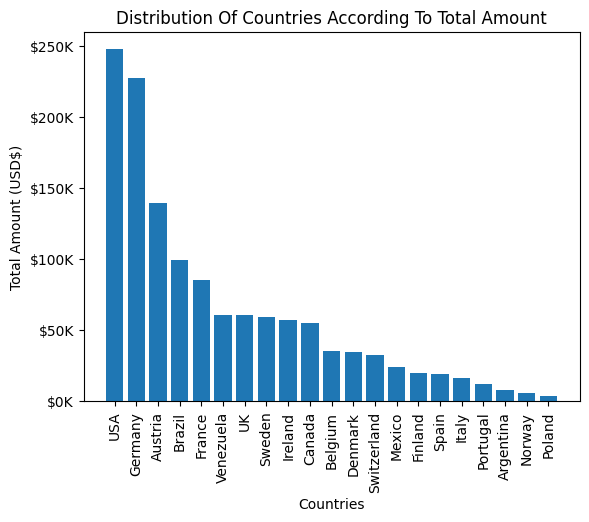 Distribution Of Countries According To Total Amount
Total Amount (USD$)
$250K
$200K
$150K
$100K
$50K
$0K
USA
Germany
Austria
Brazil
France
Venezuela
UK
Sweden
Ireland
Canada
Belgium
Denmark
Switzerland
Mexico
Finland
Spain
Italy
Portugal
Argentina
Norway
Poland
Countries